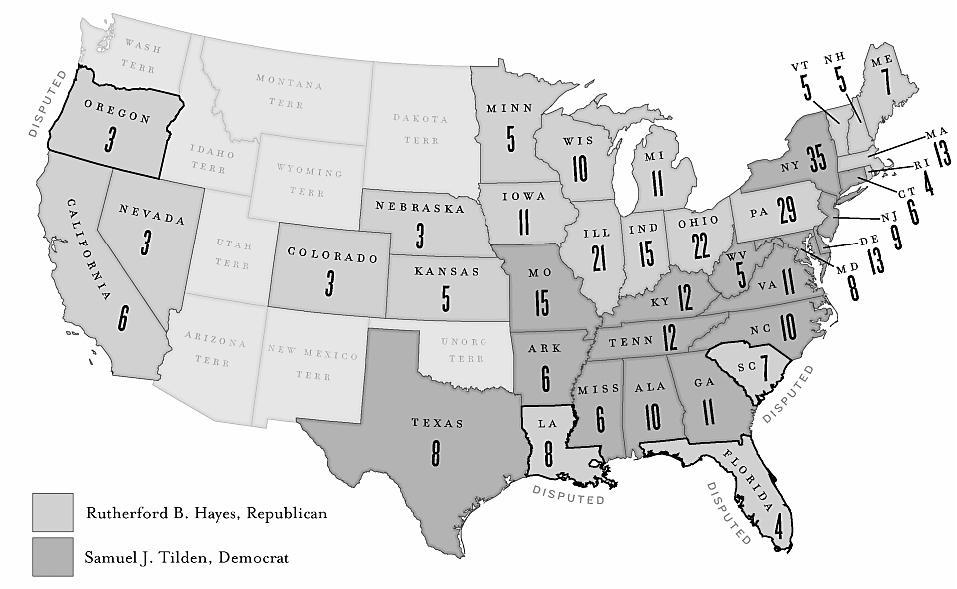 WASH
TERR
MONTANA
TERR
DAKOTA
TERR
IDAHO
TERR
WYOMING
TERR
UTAH
TERR
ARIZONA
TERR
NEW MEXICO
TERR
UNORG
TERR
DISPUTED
OREGON
3
CALIFORNIA
6
NEVADA
3
COLORADO
3
NEBRASKA
3
KANSAS
5
TEXAS
8
MINN
5
IOWA
11
MO
15
ARK
6
LA
8
DISPUTED
WIS
10
MI
11
ILL
21
IND
15
OHIO
22
KY 12
TENN 12
MISS
6
ALA
10
GA
11
FLORIDA
4
DISPUTED
SC 7
DISPUTED
NC 10
VA 11
WV
5
PA 29
NY 35
VT
5
NH
5
ME
7
MA
13
RI
4
CT
6
NJ
9
DE
13
MD
8
Rutherford B. Hayes, Republican
Samuel J. Tilden, Democrat